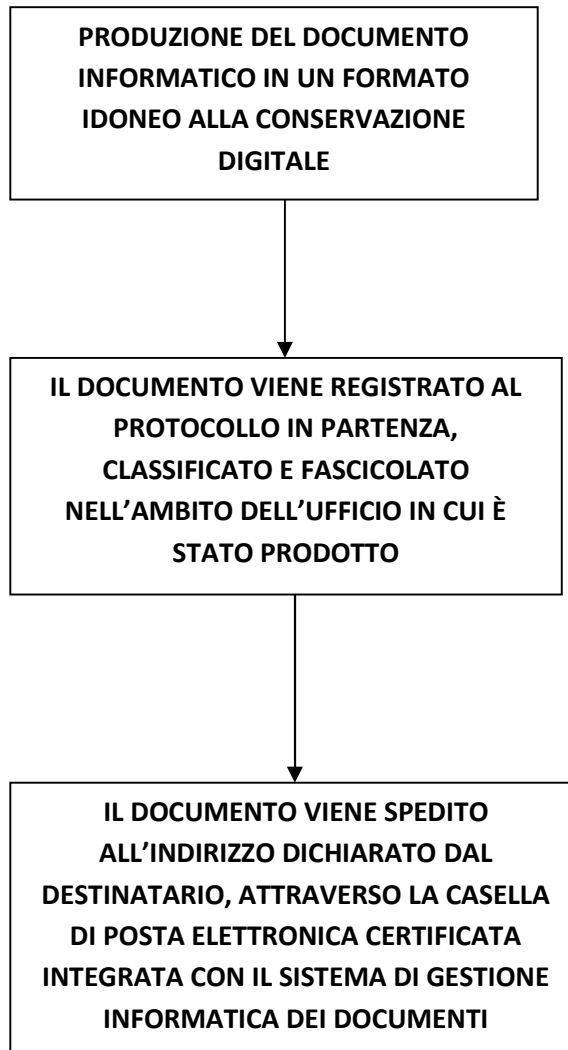 PRODUZIONE DEL DOCUMENTO
INFORMATICO IN UN FORMATO
IDONEO ALLA CONSERVAZIONE
DIGITALE
IL DOCUMENTO VIENE REGISTRATO AL
PROTOCOLLO IN PARTENZA,
CLASSIFICATO E FASCICOLATO
NELL’AMBITO DELL’UFFICIO IN CUI È
STATO PRODOTTO
IL DOCUMENTO VIENE SPEDITO
ALL’INDIRIZZO DICHIARATO DAL
DESTINATARIO, ATTRAVERSO LA CASELLA
DI POSTA ELETTRONICA CERTIFICATA
INTEGRATA CON IL SISTEMA DI GESTIONE
INFORMATICA DEI DOCUMENTI